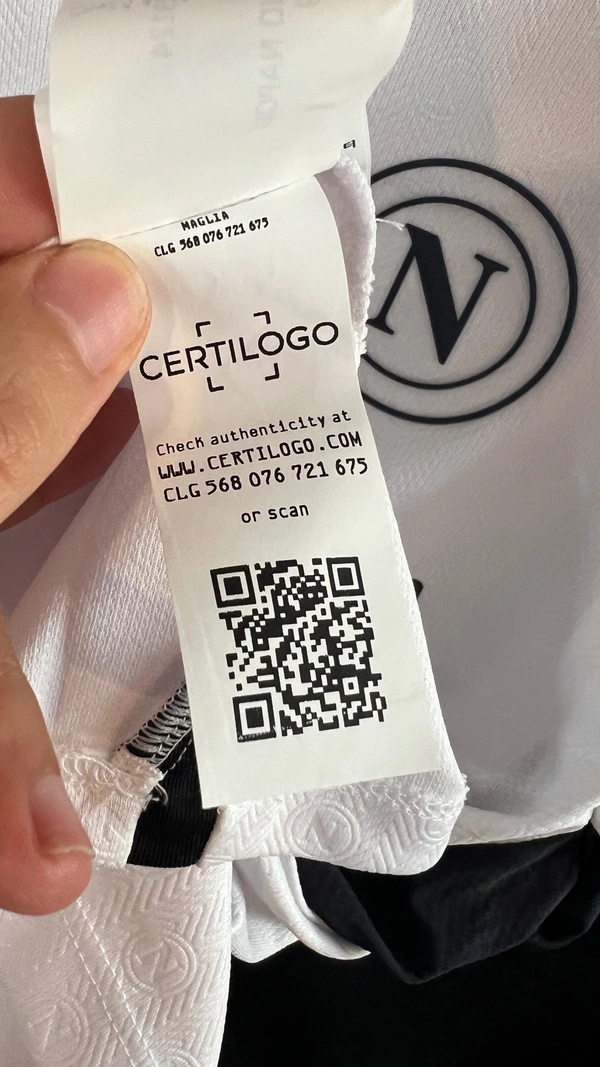 MAGLIA
CLG 568 076 721 675
CERTILOGO
N
Check authenticity at
WWW.CERTILOGO.COM
CLG 568 076 721 675
or scan
N
N